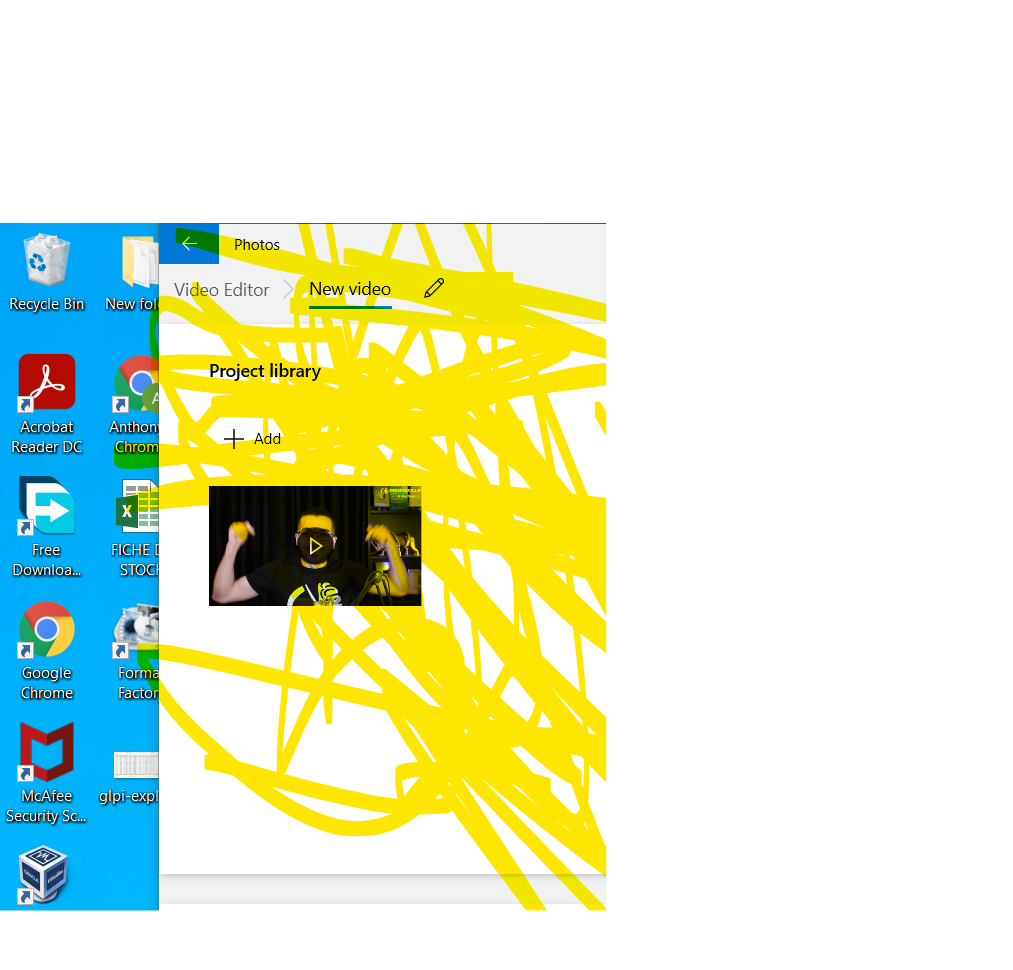 Photos
Video Editor
New video
Project library
Add
Recycle Bin
New fol
Acrobat
Reader DC
Anthony
Chrom
Free
Downloa...
FICHE D
STOCK
Google
Chrome
Forma
Factor
McAfee
Security Sc...
glpi-expl